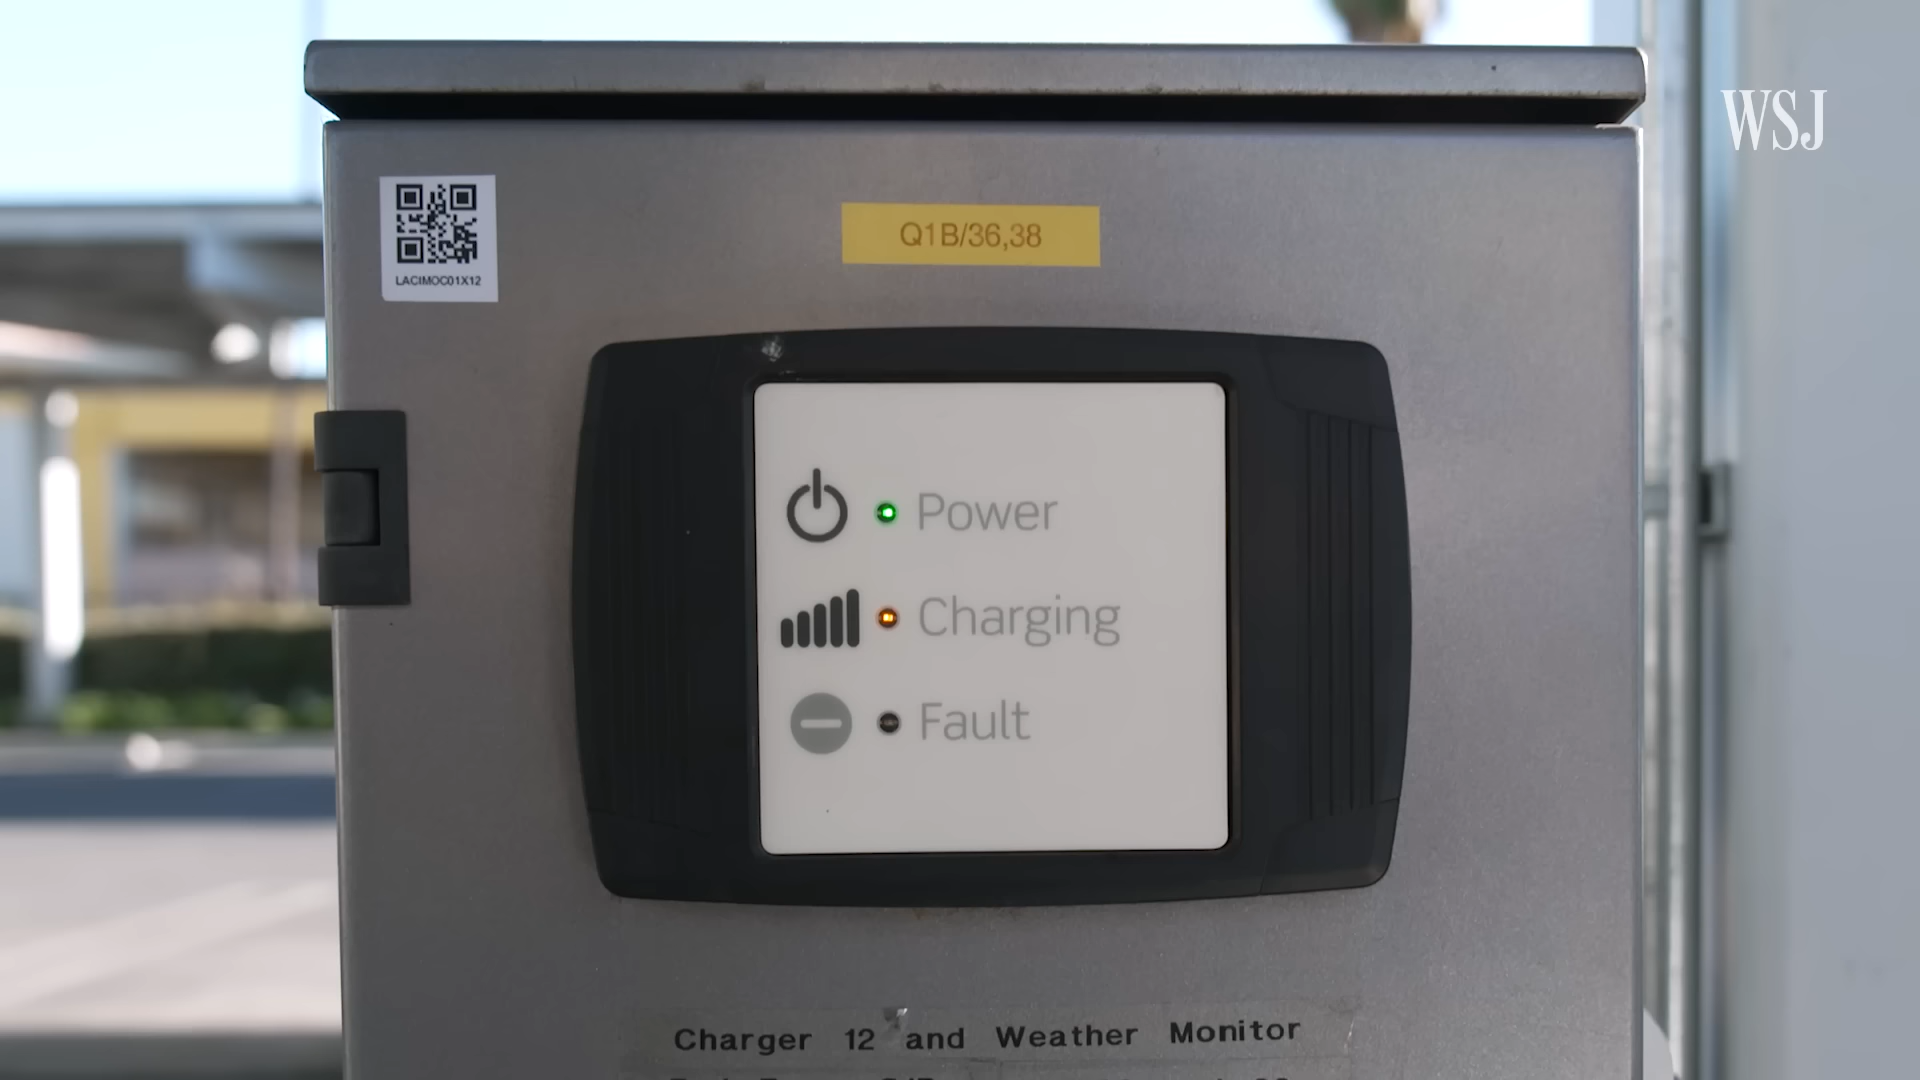 WSJ
LACIMOC01X12
Q1B/36,38
Power
Charging
Fault
Charger 12 and Weather Monitor